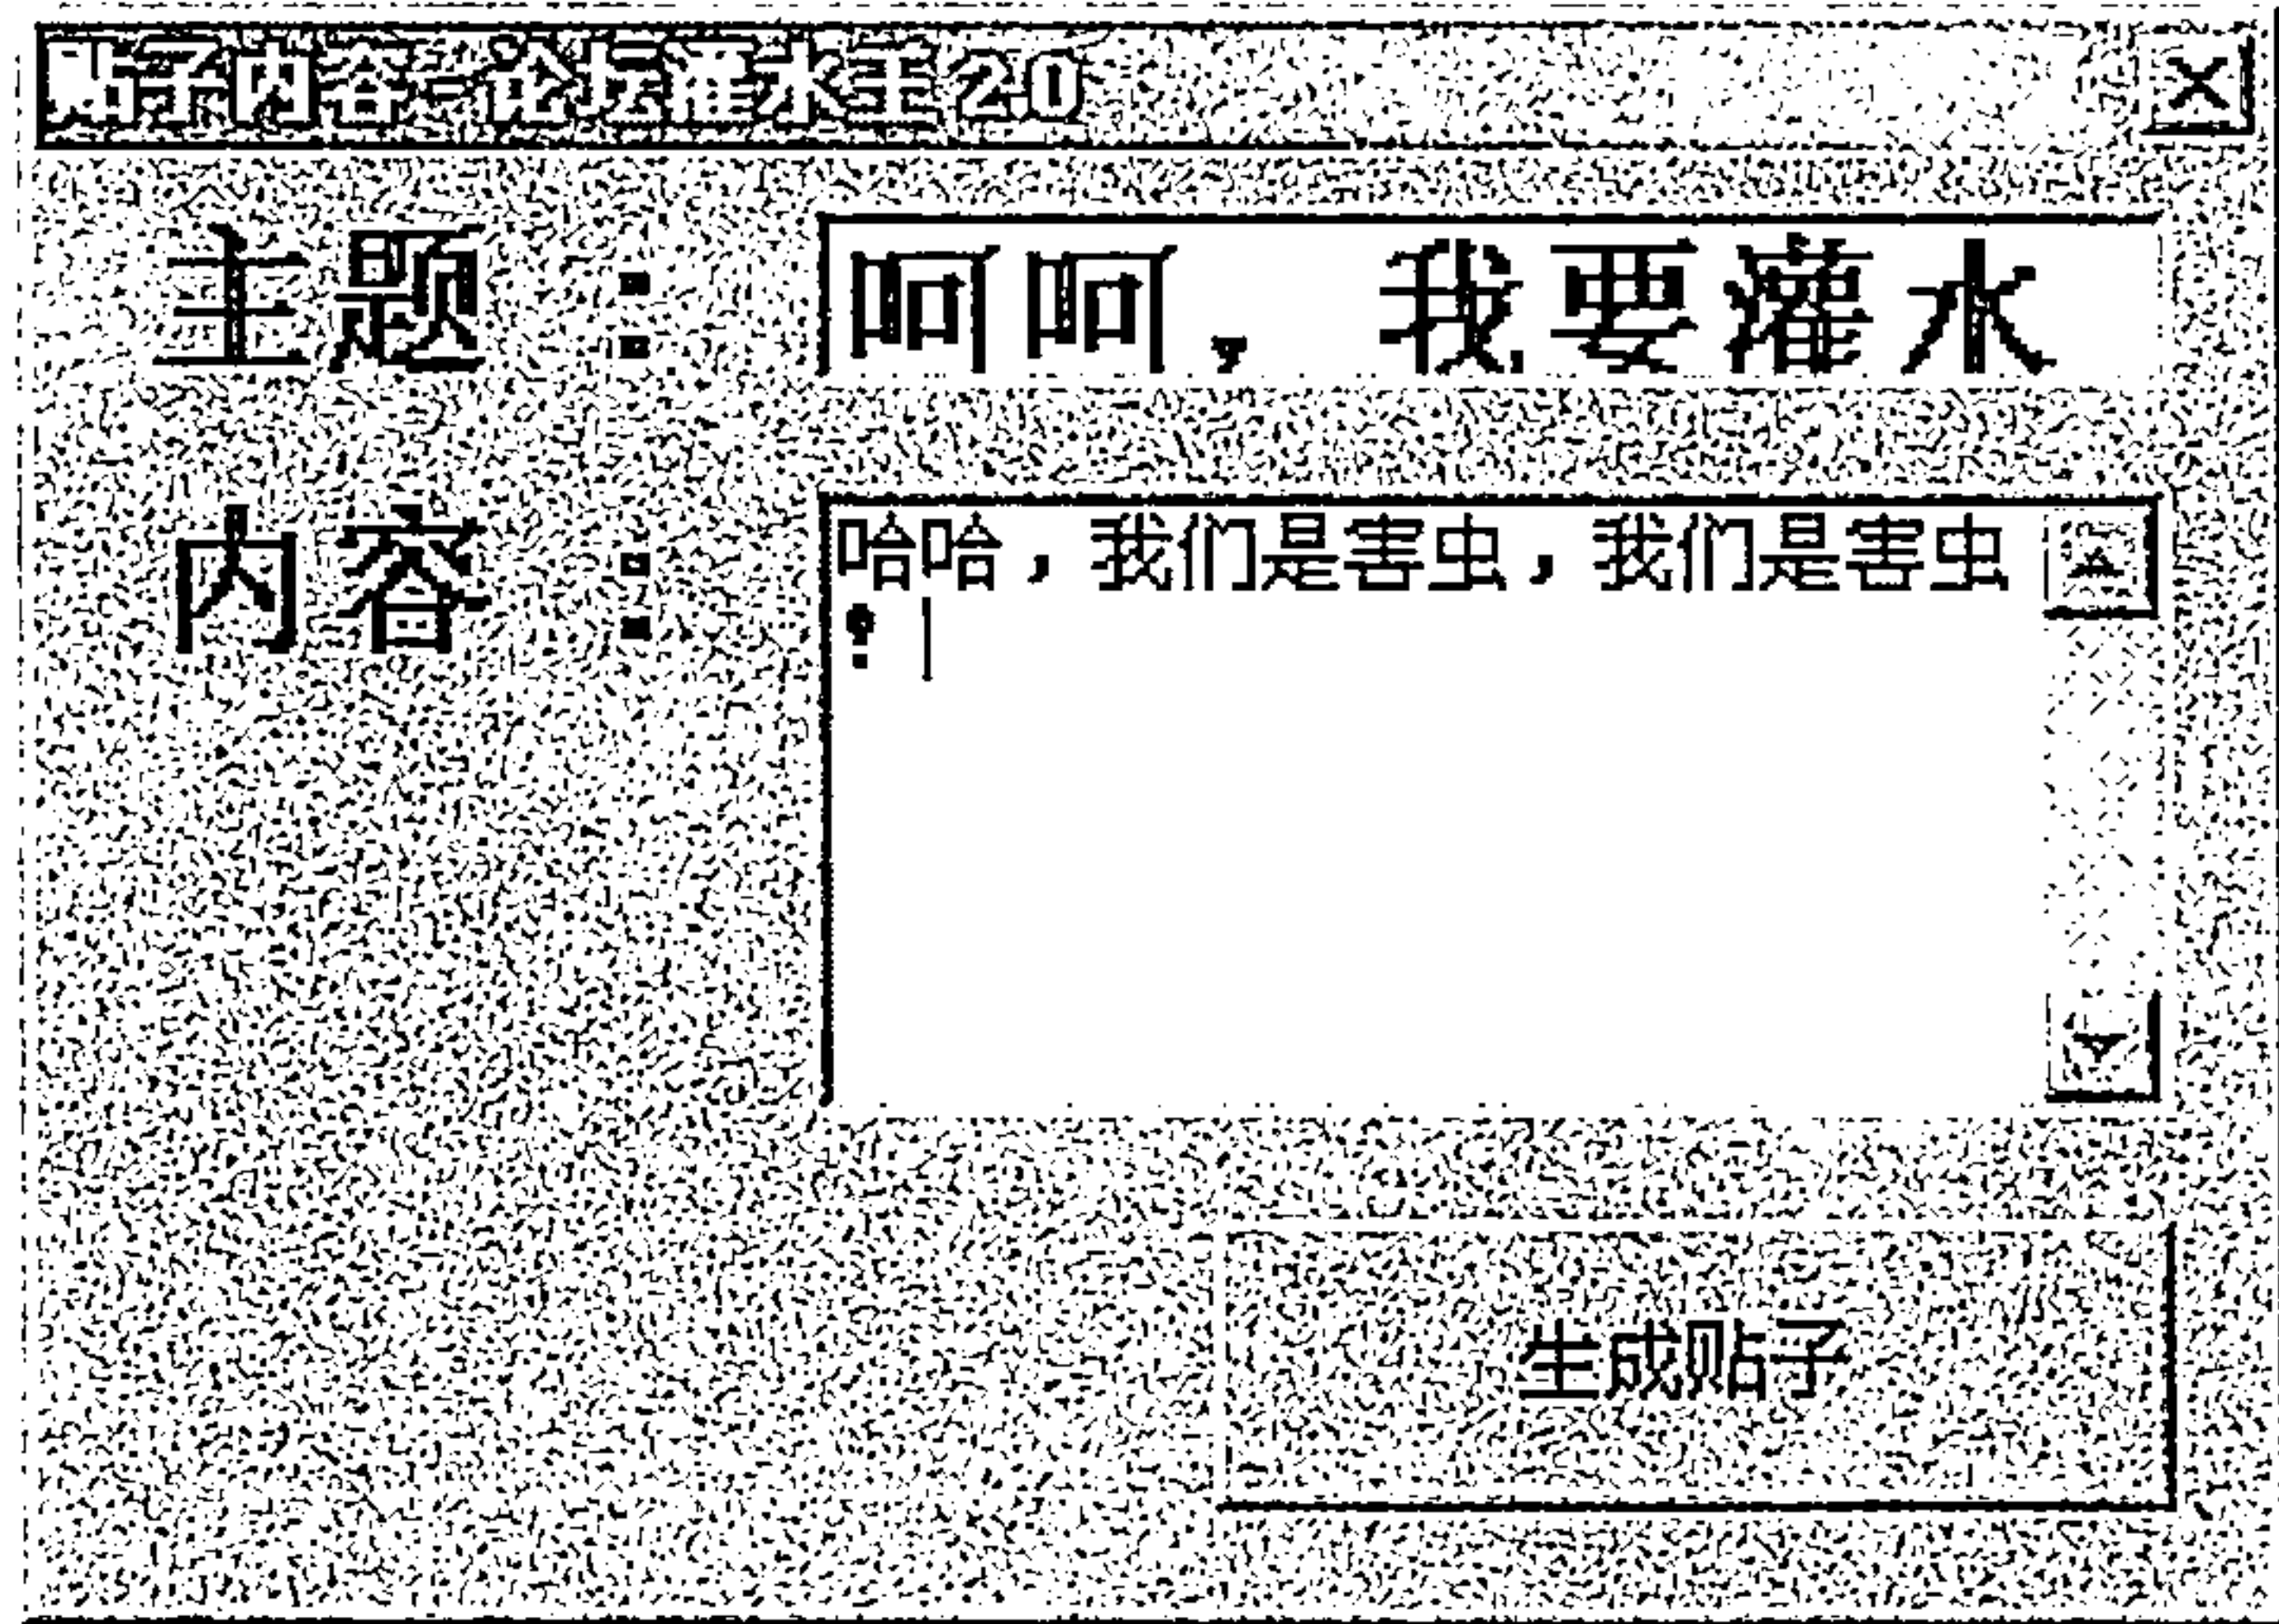 贴子内容 - 论坛灌水王 2.0
主题 : 呵呵, 我要灌水
内容 : 哈哈，我们是害虫，我们是害虫
!
生成贴子